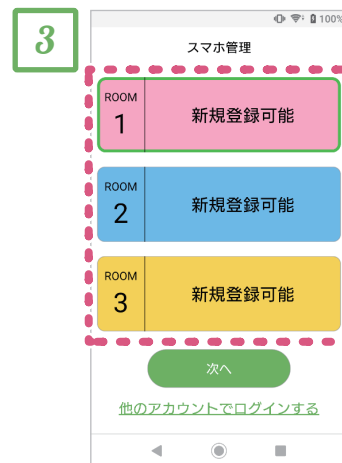 3
100%
スマホ管理
ROOM
1
新規登録可能
ROOM
2
新規登録可能
ROOM
3
新規登録可能
次へ
他のアカウントでログインする